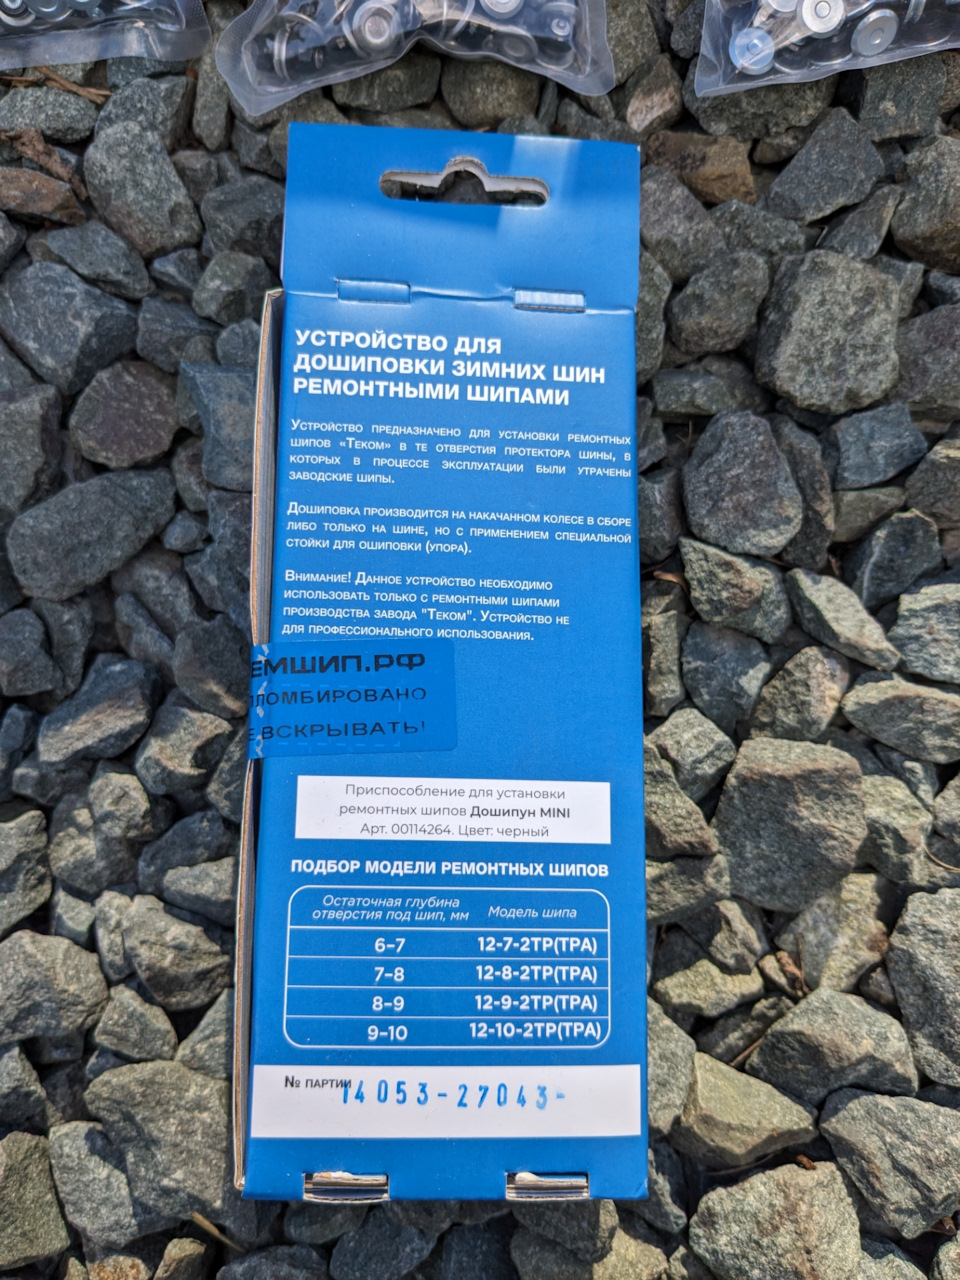 УСТРОЙСТВО ДЛЯ
ДОШИПОВКИ ЗИМНИХ ШИН
РЕМОНТНЫМИ ШИПАМИ
Устройство предназначено для установки ремонтных
шипов «Теком» в те отверстия протектора шины, в
которых в процессе эксплуатации были утрачены
заводские шипы.
Дошиповка производится на накачанном колесе в сборе
либо только на шине, но с применением специальной
стойки для ошиповки (упора).
Внимание! Данное устройство необходимо
использовать только с ремонтными шипами
производства завода "Теком". Устройство не
для профессионального использования.
ЕМШИП.РФ
ЛОМБИРОВАНО
Е ВСКРЫВАТЬ!
Приспособление для установки
ремонтных шипов Дошипун MINI
Арт. 00114264. Цвет: черный
ПОДБОР МОДЕЛИ РЕМОНТНЫХ ШИПОВ
Остаточная глубина отверстия под шип, мм Модель шипа
6-7 12-7-2ТР(ТРА)
7-8 12-8-2ТР(ТРА)
8-9 12-9-2ТР(ТРА)
9-10 12-10-2ТР(ТРА)
№ партии 14053-27043-